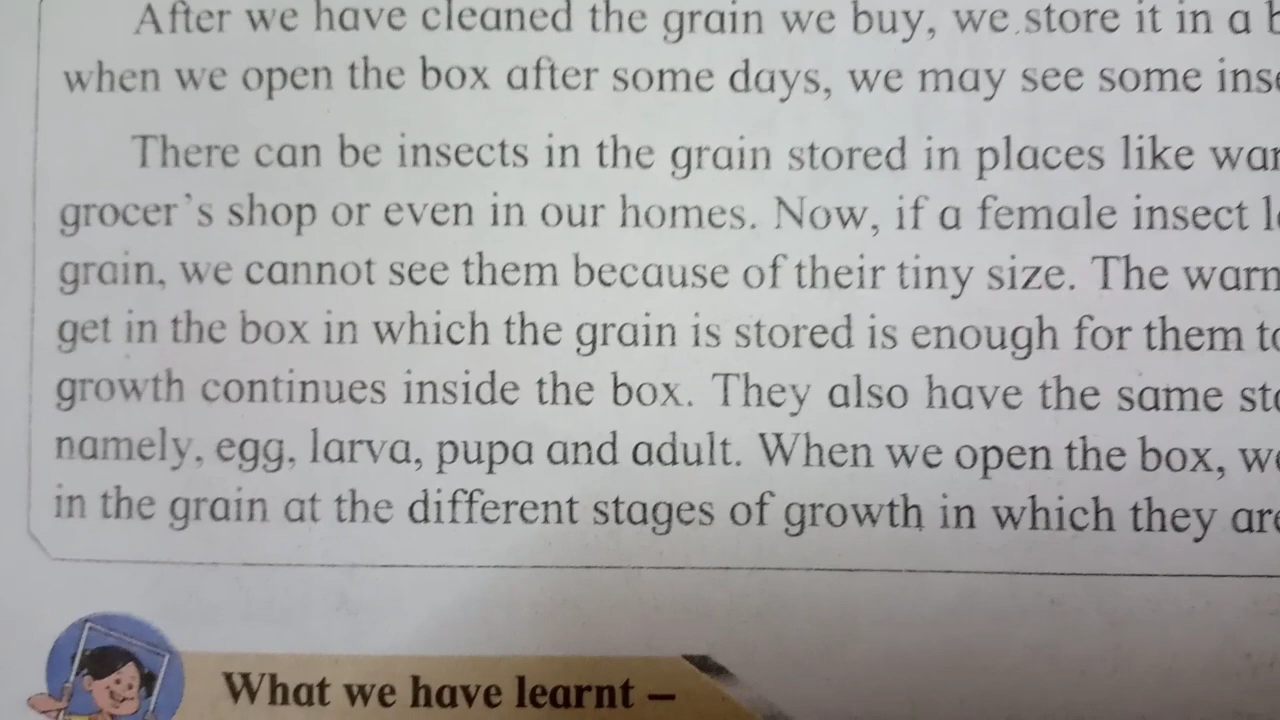 After we have cleaned the grain we buy, we store it in a
when we open the box after some days, we may see some
There can be insects in the grain stored in places like
grocer's shop or even in our homes. Now, if a female insect
grain, we cannot see them because of their tiny size. The
get in the box in which the grain is stored is enough for them
growth continues inside the box. They also have the same
namely, egg, larva, pupa and adult. When we open the box,
in the grain at the different stages of growth in which they
What we have learnt –